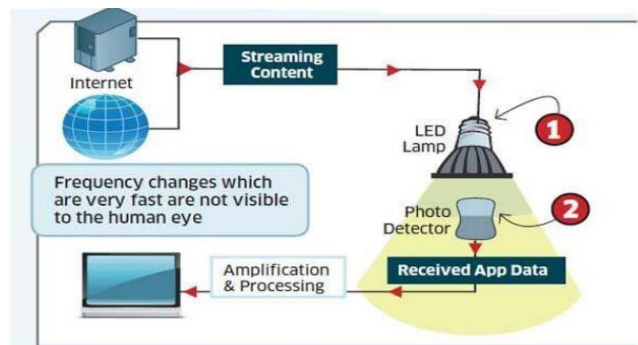 Internet
Streaming
Content
LED
Lamp
1
Frequency changes which
are very fast are not visible
to the human eye
Photo
Detector
2
Amplification
& Processing
Received App Data